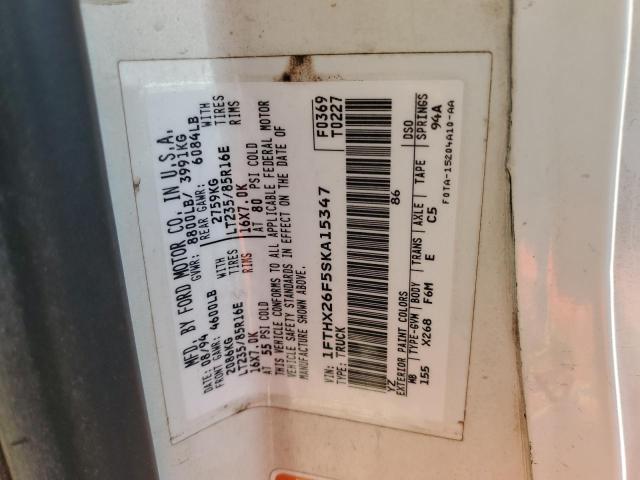 MFD. BY FORD MOTOR CO. IN U.S.A.
DATE: 08/94 GVWR: 8800LB/ 3991KG
FRONT GAWR: 4600LB REAR GAWR: 6084LB
2086KG 2759KG WITH
LT235/85R16E WITH TIRES LT235/85R16E TIRES
16X7.0K RIMS 16X7.0K RIMS
AT 55 PSI COLD AT 80 PSI COLD
THIS VEHICLE CONFORMS TO ALL APPLICABLE FEDERAL MOTOR
VEHICLE SAFETY STANDARDS IN EFFECT ON THE DATE OF
MANUFACTURE SHOWN ABOVE.
VIN: 1FTHX26F5SKA15347 F0369
TYPE: TRUCK T0227
86
YZ
EXTERIOR PAINT COLORS DSO
WB TYPE-GVW BODY TRANS AXLE TAPE SPRINGS
155 X268 F6M E C5 94A
F0TA-15204A10-AA